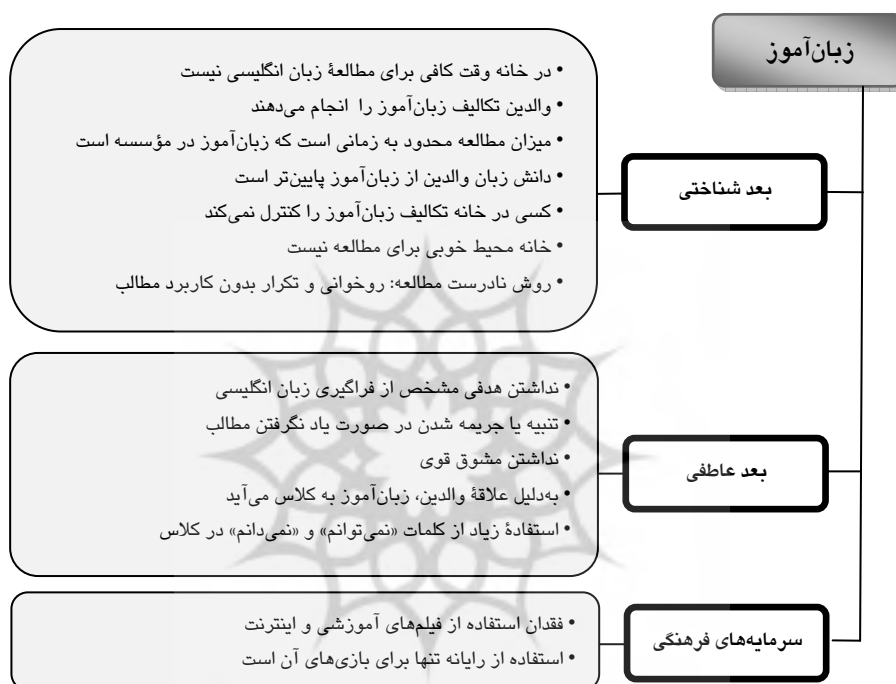 زبان‌آموز
بعد شناختی
• در خانه وقت کافی برای مطالعهٔ زبان انگلیسی نیست
• والدین تکالیف زبان‌آموز را انجام می‌دهند
• میزان مطالعه محدود به زمانی است که زبان‌آموز در مؤسسه است
• دانش زبان والدین از زبان‌آموز پایین‌تر است
• کسی در خانه تکالیف زبان‌آموز را کنترل نمی‌کند
• خانه محیط خوبی برای مطالعه نیست
• روش نادرست مطالعه: روخوانی و تکرار بدون کاربرد مطالب
بعد عاطفی
• نداشتن هدفی مشخص از فراگیری زبان انگلیسی
• تنبیه یا جریمه شدن در صورت یاد نگرفتن مطالب
• نداشتن مشوق قوی
• به‌دلیل علاقهٔ والدین، زبان‌آموز به کلاس می‌آید
• استفادهٔ زیاد از کلمات «نمی‌توانم» و «نمی‌دانم» در کلاس
سرمایه‌های فرهنگی
• فقدان استفاده از فیلم‌های آموزشی و اینترنت
• استفاده از رایانه تنها برای بازی‌های آن است